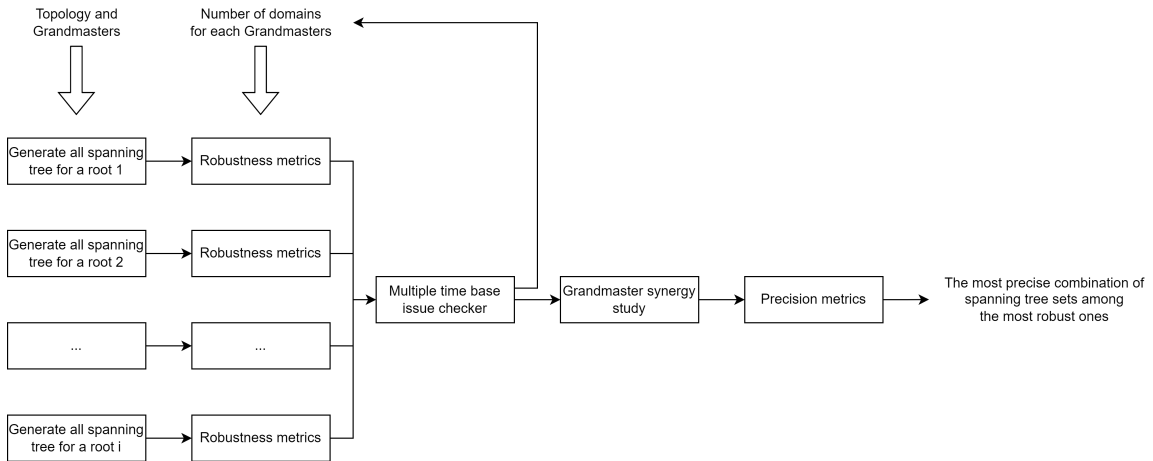 Topology and
Grandmasters
Number of domains
for each Grandmasters
Generate all spanning
tree for a root 1
Robustness metrics
Generate all spanning
tree for a root 2
Robustness metrics
Multiple time base
issue checker
Grandmaster synergy
study
Precision metrics
The most precise combination of
spanning tree sets among
the most robust ones
...
...
Generate all spanning
tree for a root i
Robustness metrics